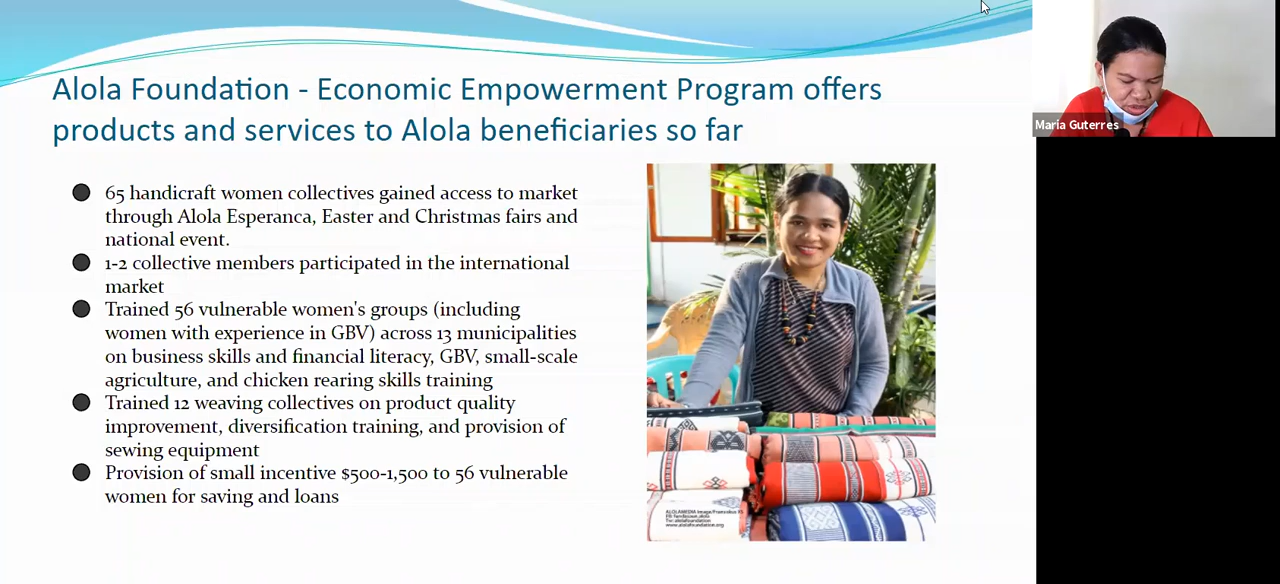 Alola Foundation - Economic Empowerment Program offers
products and services to Alola beneficiaries so far
65 handicraft women collectives gained access to market
through Alola Esperanca, Easter and Christmas fairs and
national event.
1-2 collective members participated in the international
market
Trained 56 vulnerable women's groups (including
women with experience in GBV) across 13 municipalities
on business skills and financial literacy, GBV, small-scale
agriculture, and chicken rearing skills training
Trained 12 weaving collectives on product quality
improvement, diversification training, and provision of
sewing equipment
Provision of small incentive $500-1,500 to 56 vulnerable
women for saving and loans
Maria Guterres
www.alolafoundation.org